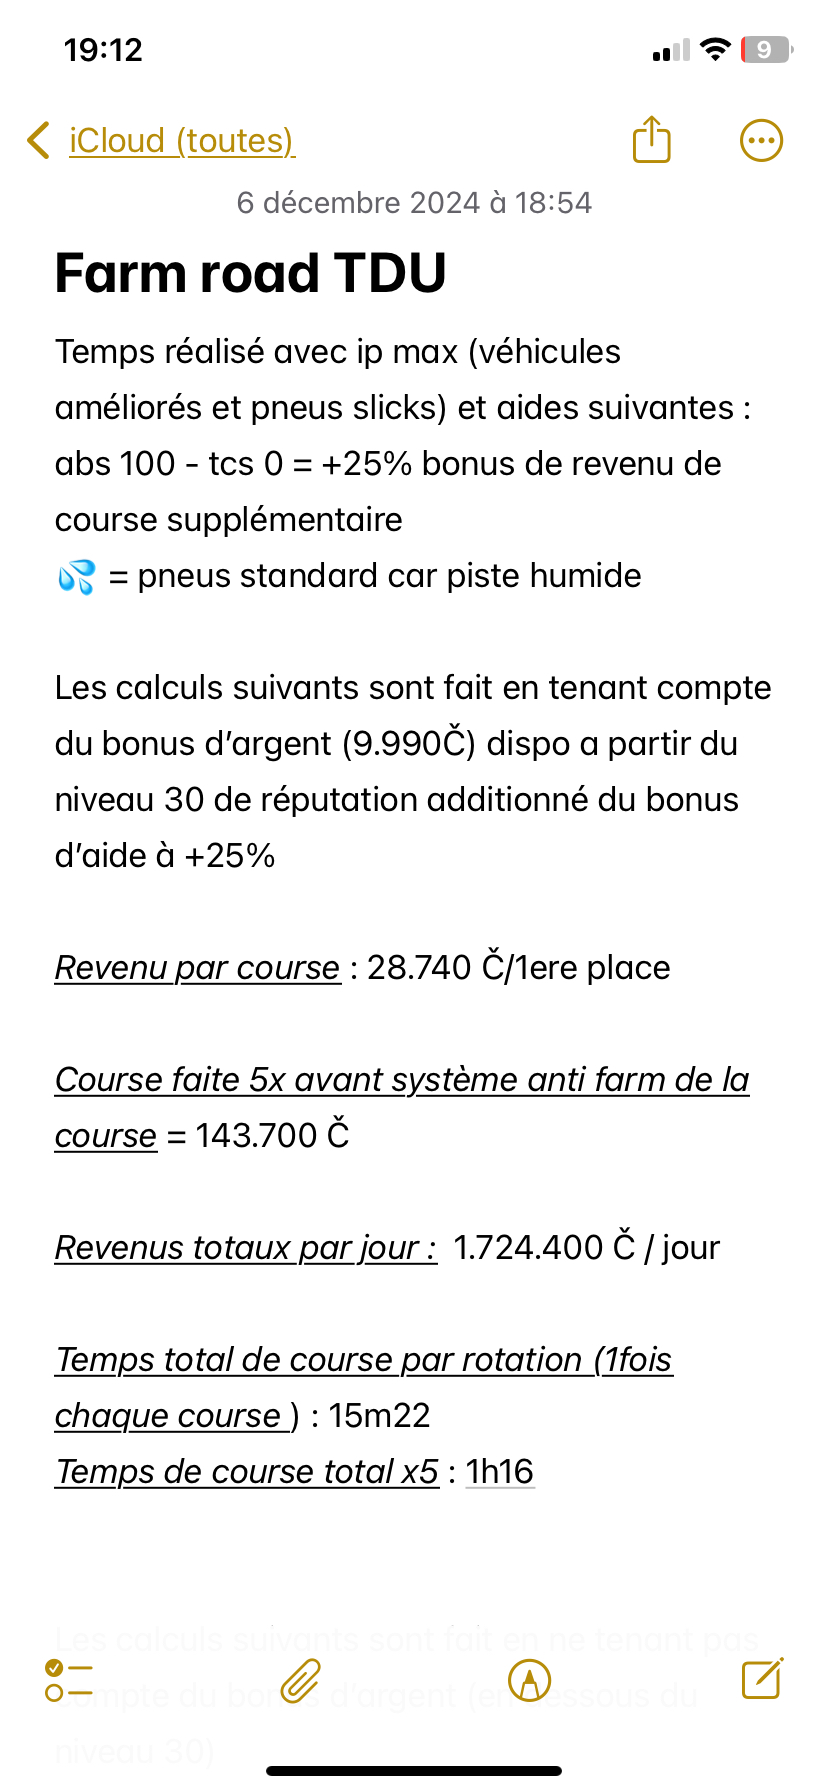 19:12
9
iCloud (toutes)
6 décembre 2024 à 18:54
Farm road TDU
Temps réalisé avec ip max (véhicules
améliorés et pneus slicks) et aides suivantes :
abs 100 - tcs 0 = +25% bonus de revenu de
course supplémentaire
💦 = pneus standard car piste humide
Les calculs suivants sont fait en tenant compte
du bonus d’argent (9.990Č) dispo a partir du
niveau 30 de réputation additionné du bonus
d’aide à +25%
Revenu par course : 28.740 Č/1ere place
Course faite 5x avant système anti farm de la
course = 143.700 Č
Revenus totaux par jour : 1.724.400 Č / jour
Temps total de course par rotation (1fois
chaque course ) : 15m22
Temps de course total x5 : 1h16
Les calculs suivants sont fait en ne tenant pas
compte du bonus d’argent (en dessous du
niveau 30)